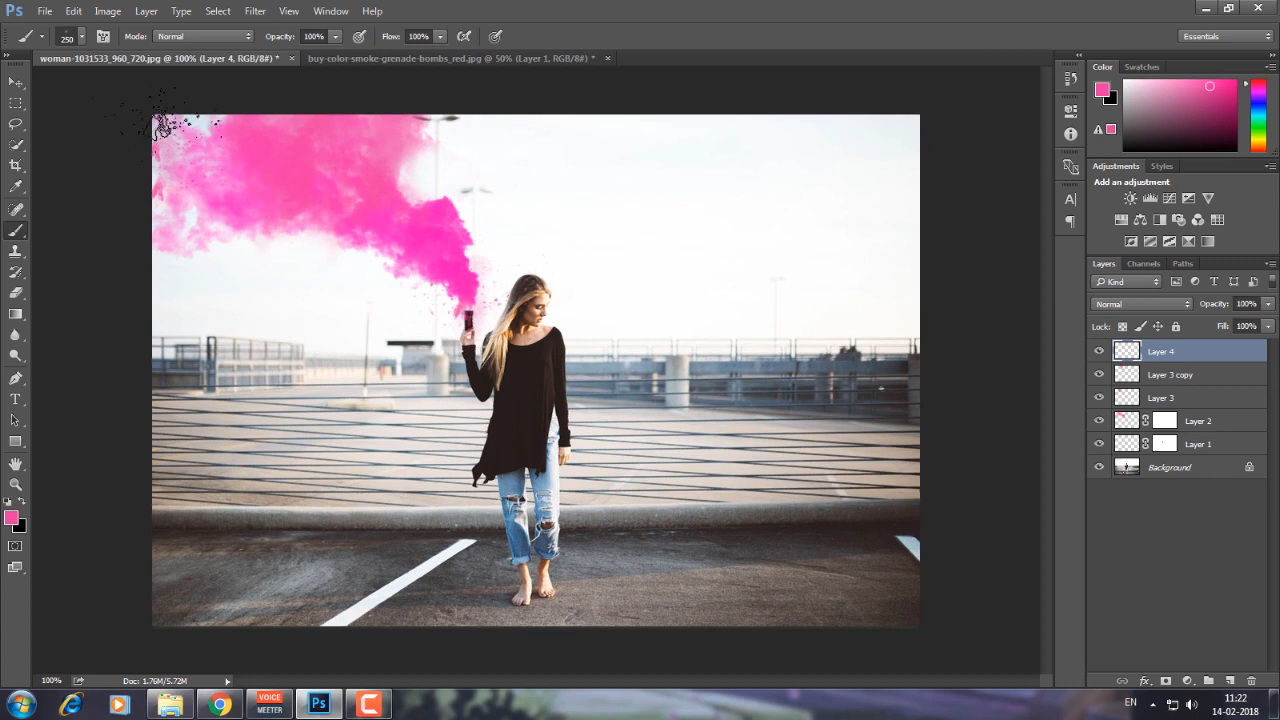 Ps File Edit Image Layer Type Select Filter View Window Help
250 Mode: Normal Opacity: 100% Flow: 100% Essentials
woman-1031533_960_720.jpg @ 100% (Layer 4, RGB/8#) * × buy-color-smoke-grenade-bombs_red.jpg @ 50% (Layer 1, RGB/8#) * ×
Color Swatches
Adjustments Styles
Add an adjustment
Layers Channels Paths
Kind
Normal Opacity: 100%
Lock: Fill: 100%
Layer 4
Layer 3 copy
Layer 3
Layer 2
Layer 1
Background
100% Doc: 1.76M/5.72M
VOICE
MEETER
Ps
EN
11:22
14-02-2018